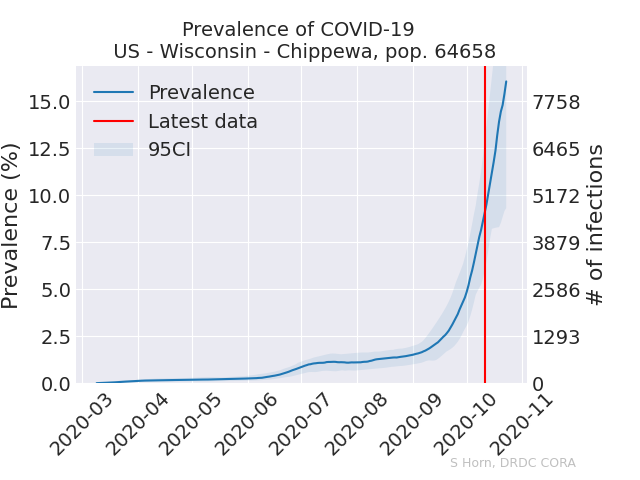 Prevalence of COVID-19
US - Wisconsin - Chippewa, pop. 64658
Prevalence
Latest data
95CI
Prevalence (%)
15.0
12.5
10.0
7.5
5.0
2.5
0.0
7758
6465
5172
3879
2586
1293
0
# of infections
2020-03
2020-04
2020-05
2020-06
2020-07
2020-08
2020-09
2020-10
2020-11
S Horn, DRDC CORA